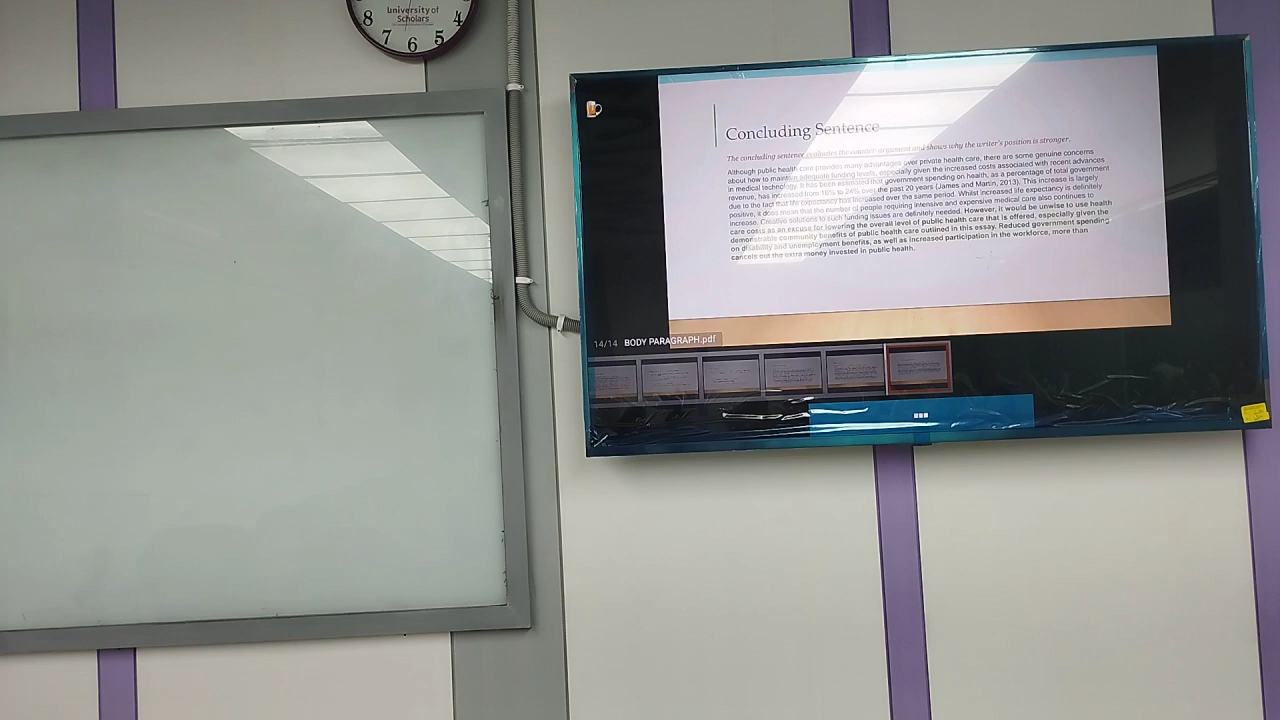 University of
Scholars
8
4
7
6
5
Concluding Sentence
The concluding sentence evaluates the counter-argument and shows why the writer's position is stronger.
Although public health care provides many advantages over private health care, there are some genuine concerns
about how to maintain adequate funding levels, especially given the increased costs associated with recent advances
in medical technology. It has been estimated that government spending on health, as a percentage of total government
revenue, has increased from 16% to 24% over the past 20 years (James and Martin, 2013). This increase is largely
due to the fact that life expectancy has increased over the same period. Whilst increased life expectancy is definitely
positive, it does mean that the number of people requiring intensive and expensive medical care also continues to
increase. Creative solutions to such funding issues are definitely needed. However, it would be unwise to use health
care costs as an excuse for lowering the overall level of public health care that is offered, especially given the
demonstrable community benefits of public health care outlined in this essay. Reduced government spending
on disability and unemployment benefits, as well as increased participation in the workforce, more than
cancels out the extra money invested in public health.
14/14 BODY PARAGRAPH.pdf